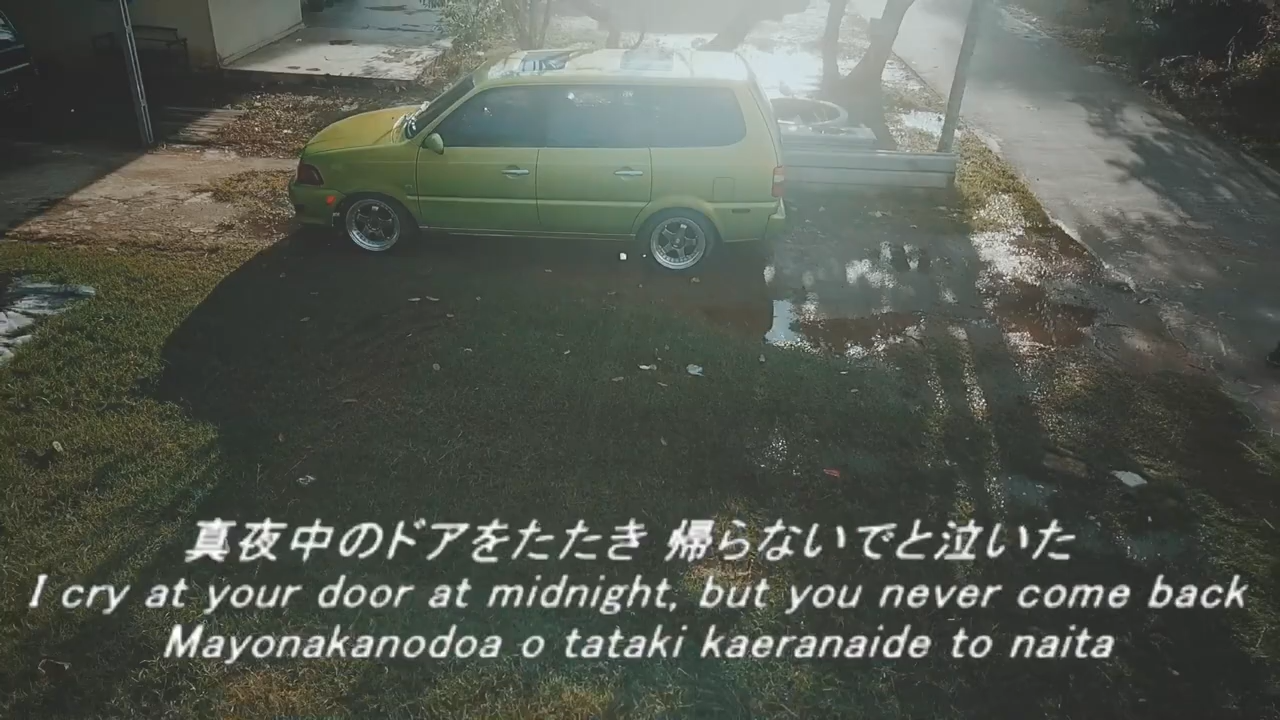 真夜中のドアをたたき 帰らないでと泣いた
I cry at your door at midnight, but you never come back
Mayonakanodoa o tataki kaeranaide to naita